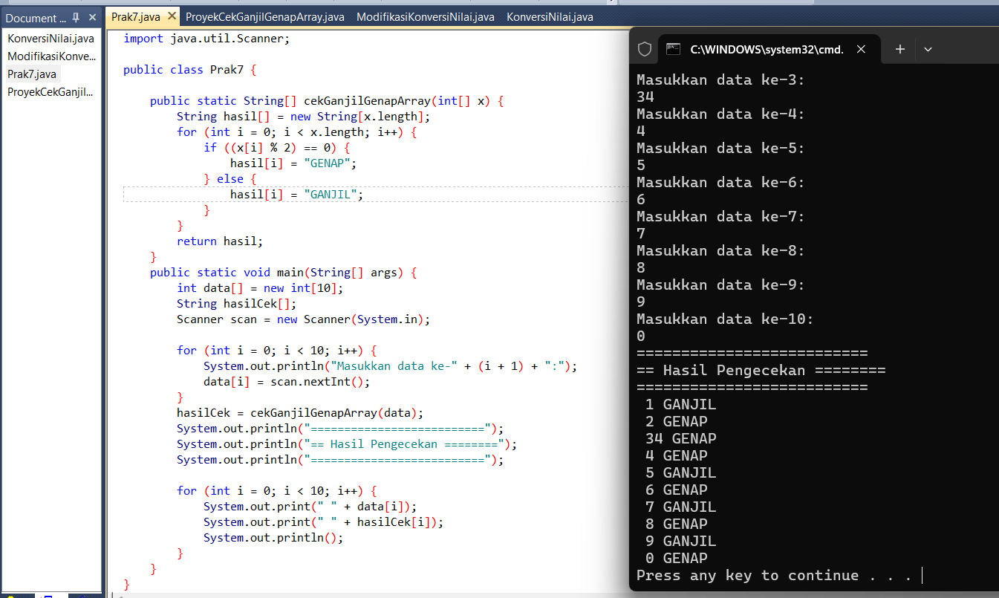 Document ...
KonversiNilai.java
ModifikasiKonve...
Prak7.java
ProyekCekGanjil...
Prak7.java ProyekCekGanjilGenapArray.java ModifikasiKonversiNilai.java KonversiNilai.java
import java.util.Scanner;
public class Prak7 {
public static String[] cekGanjilGenapArray(int[] x) {
String hasil[] = new String[x.length];
for (int i = 0; i < x.length; i++) {
if ((x[i] % 2) == 0) {
hasil[i] = "GENAP";
} else {
hasil[i] = "GANJIL";
}
}
return hasil;
}
public static void main(String[] args) {
int data[] = new int[10];
String hasilCek[];
Scanner scan = new Scanner(System.in);
for (int i = 0; i < 10; i++) {
System.out.println("Masukkan data ke-" + (i + 1) + ":");
data[i] = scan.nextInt();
}
hasilCek = cekGanjilGenapArray(data);
System.out.println("==========================");
System.out.println("== Hasil Pengecekan ========");
System.out.println("==========================");
for (int i = 0; i < 10; i++) {
System.out.print(" " + data[i]);
System.out.print(" " + hasilCek[i]);
System.out.println();
}
}
}
C:\WINDOWS\system32\cmd.
Masukkan data ke-3:
34
Masukkan data ke-4:
4
Masukkan data ke-5:
5
Masukkan data ke-6:
6
Masukkan data ke-7:
7
Masukkan data ke-8:
8
Masukkan data ke-9:
9
Masukkan data ke-10:
0
==========================
== Hasil Pengecekan ========
==========================
1 GANJIL
2 GENAP
34 GENAP
4 GENAP
5 GANJIL
6 GENAP
7 GANJIL
8 GENAP
9 GANJIL
0 GENAP
Press any key to continue . . .